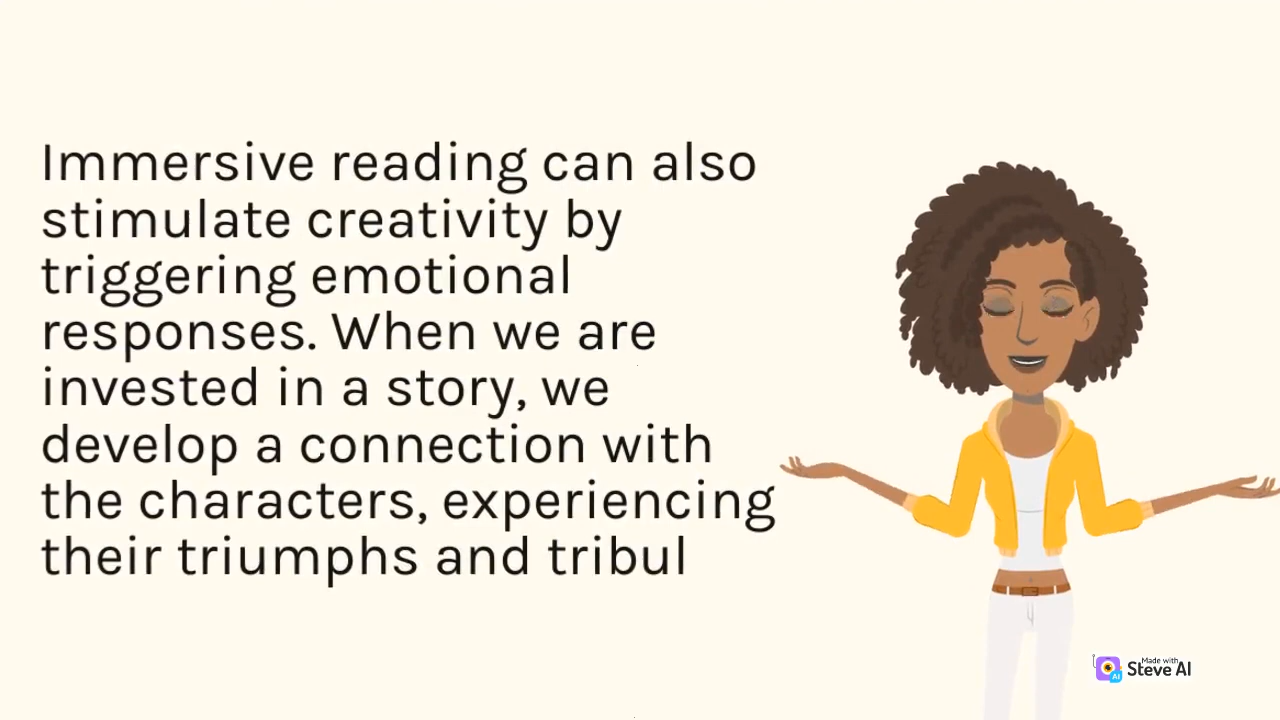 Immersive reading can also
stimulate creativity by
triggering emotional
responses. When we are
invested in a story, we
develop a connection with
the characters, experiencing
their triumphs and tribul
Made with
Steve AI
AI